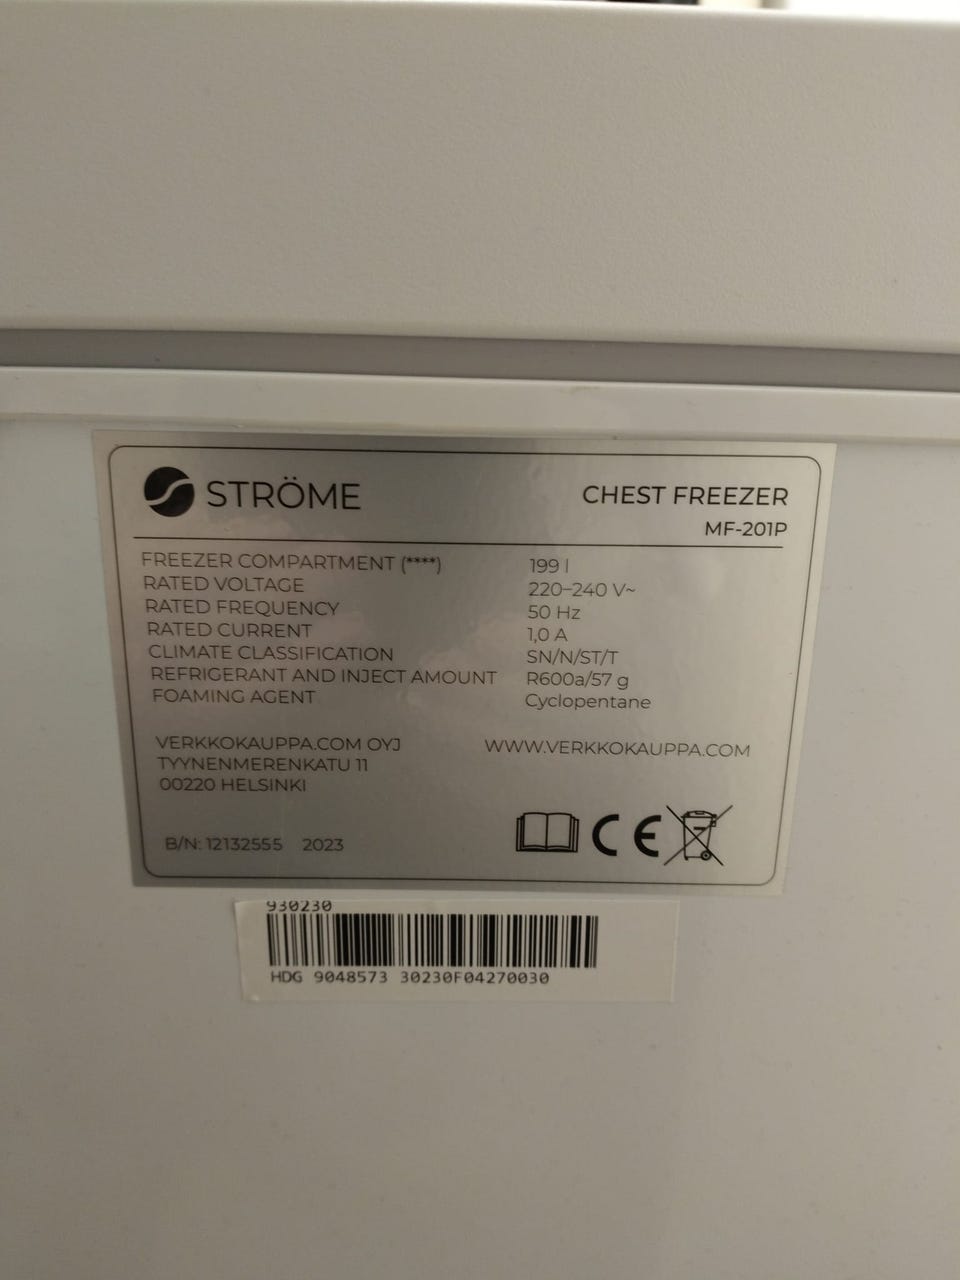 STRÖME
CHEST FREEZER
MF-201P
FREEZER COMPARTMENT (****) 199 l
RATED VOLTAGE 220–240 V~
RATED FREQUENCY 50 Hz
RATED CURRENT 1,0 A
CLIMATE CLASSIFICATION SN/N/ST/T
REFRIGERANT AND INJECT AMOUNT R600a/57 g
FOAMING AGENT Cyclopentane
VERKKOKAUPPA.COM OYJ WWW.VERKKOKAUPPA.COM
TYYNENMERENKATU 11
00220 HELSINKI
B/N: 12132555 2023
CE
930230
HDG 9048573 30230F04270030